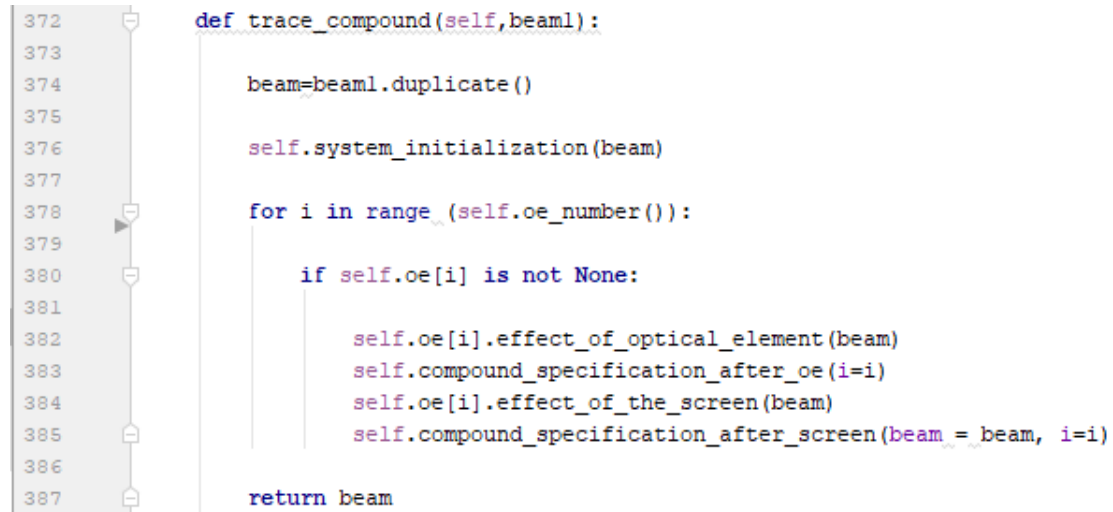 372 def trace_compound(self,beam1):
373
374 beam=beam1.duplicate()
375
376 self.system_initialization(beam)
377
378 for i in range (self.oe_number()):
379
380 if self.oe[i] is not None:
381
382 self.oe[i].effect_of_optical_element(beam)
383 self.compound_specification_after_oe(i=i)
384 self.oe[i].effect_of_the_screen(beam)
385 self.compound_specification_after_screen(beam = beam, i=i)
386
387 return beam